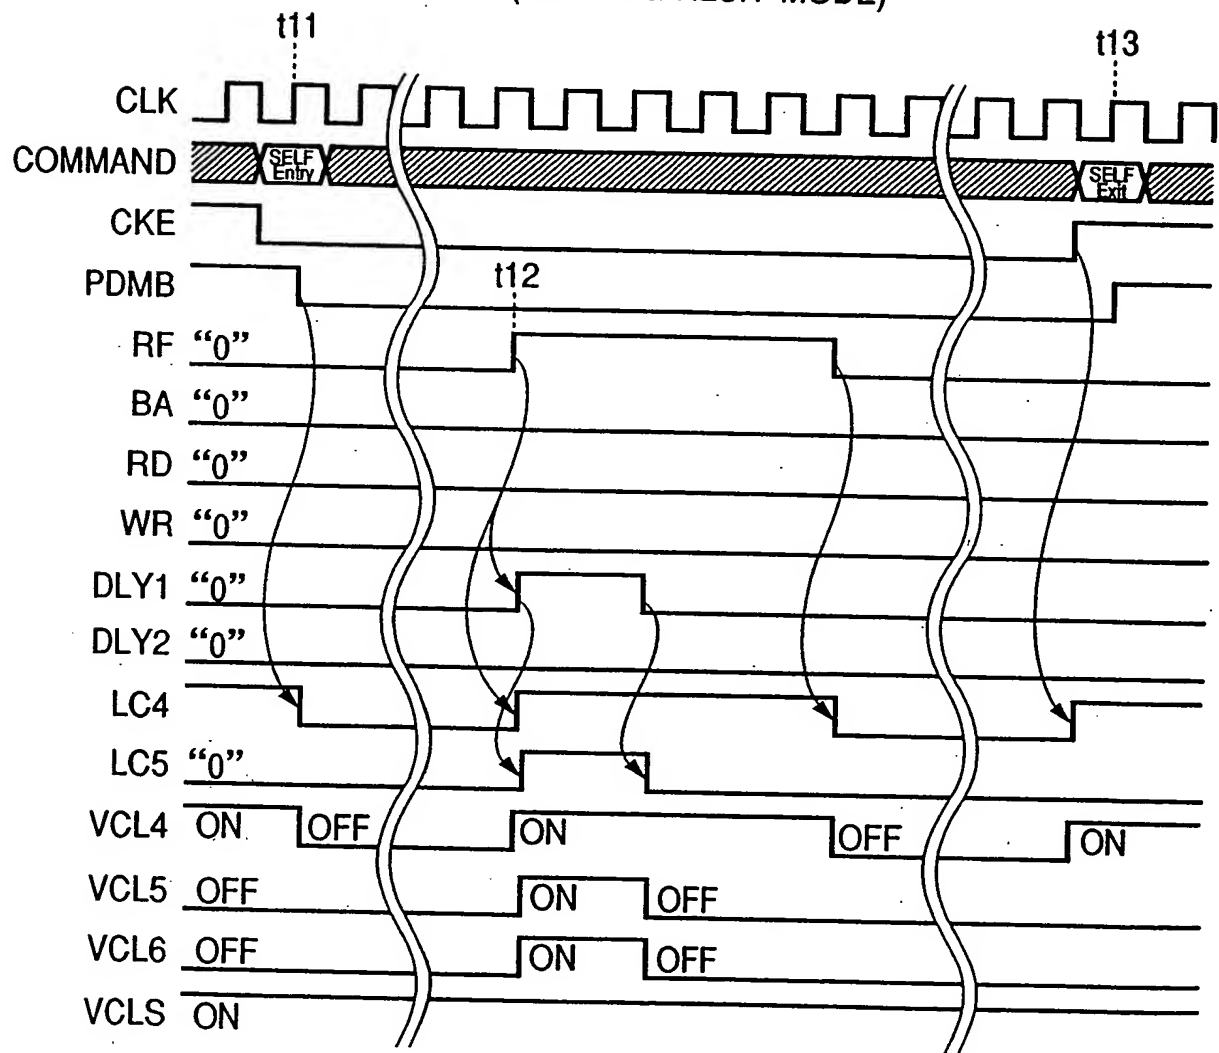 MODE)
t11
t13
CLK
COMMAND
SELF Entry
SELF Exit
CKE
PDMB
t12
RF “0”
BA “0”
RD “0”
WR “0”
DLY1 “0”
DLY2 “0”
LC4
LC5 “0”
VCL4 ON OFF ON OFF ON
VCL5 OFF ON OFF
VCL6 OFF ON OFF
VCLS ON